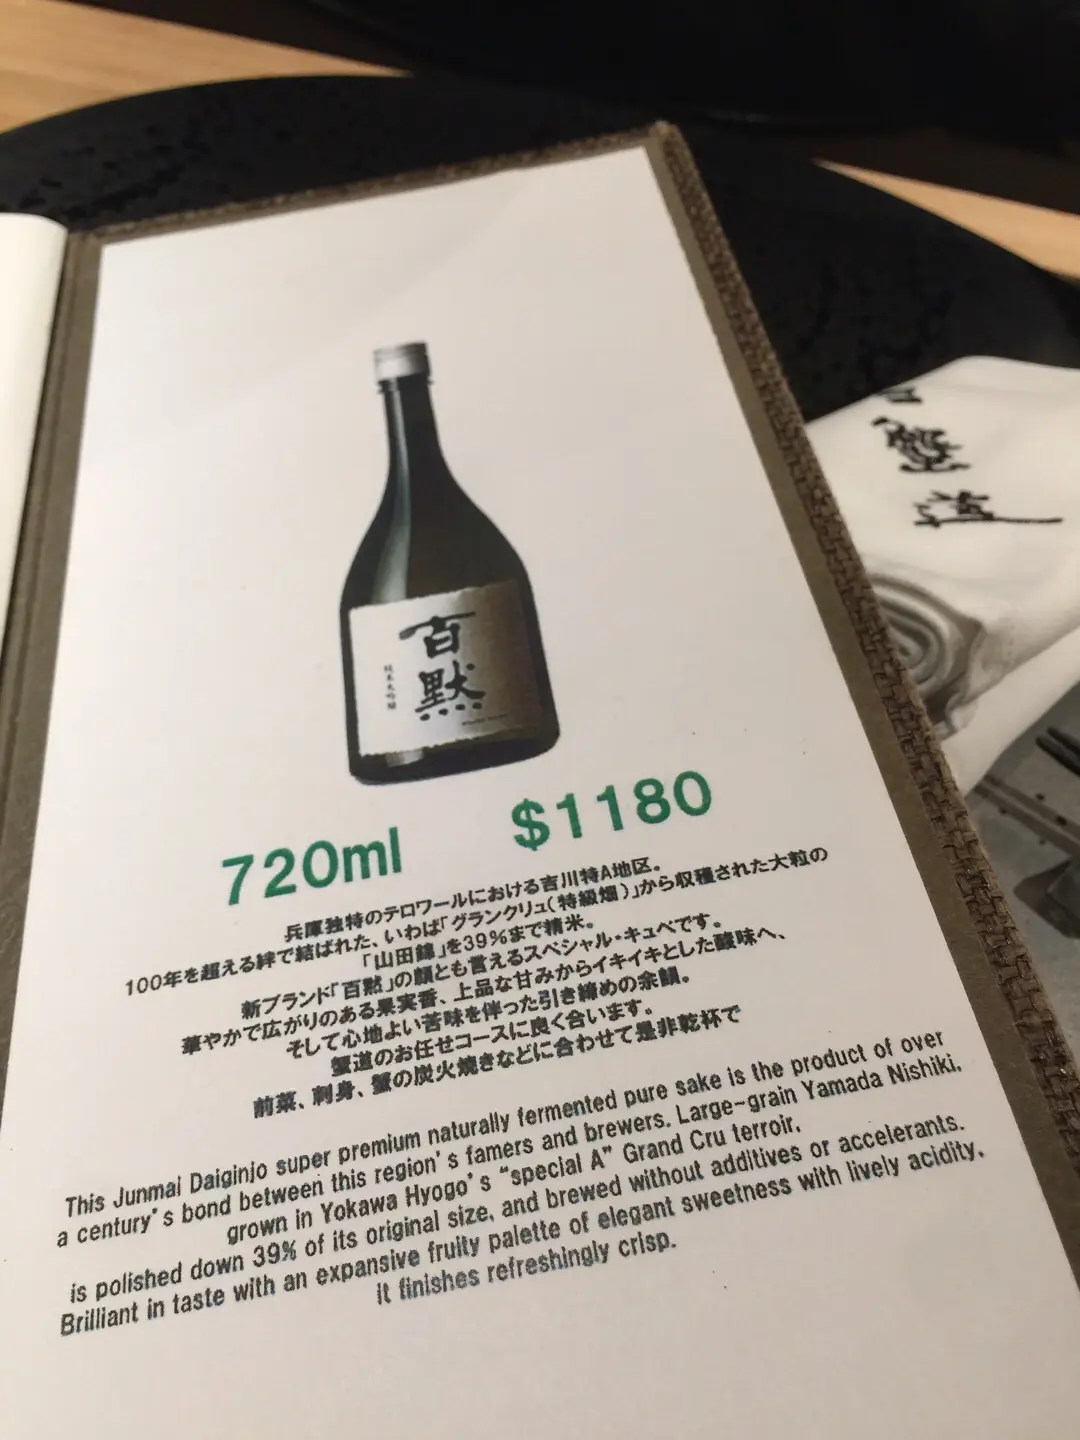 百
黙
純米大吟醸
720ml $1180
兵庫独特のテロワールにおける吉川特A地区。
100年を超える絆で結ばれた、いわば「グランクリュ(特級畑)」から収穫された大粒の
「山田錦」を39%まで精米。
新ブランド「百黙」の顔とも言えるスペシャル・キュベです。
華やかで広がりのある果実香、上品な甘みからイキイキとした酸味へ、
そして心地よい苦味を伴った引き締めの余韻。
蟹道のお任せコースに良く合います。
前菜、刺身、蟹の炭火焼きなどに合わせて是非乾杯で
This Junmai Daiginjo super premium naturally fermented pure sake is the product of over
a century's bond between this region's famers and brewers. Large-grain Yamada Nishiki,
grown in Yokawa Hyogo's "special A" Grand Cru terroir,
is polished down 39% of its original size, and brewed without additives or accelerants.
Brilliant in taste with an expansive fruity palette of elegant sweetness with lively acidity,
it finishes refreshingly crisp.
蟹
道